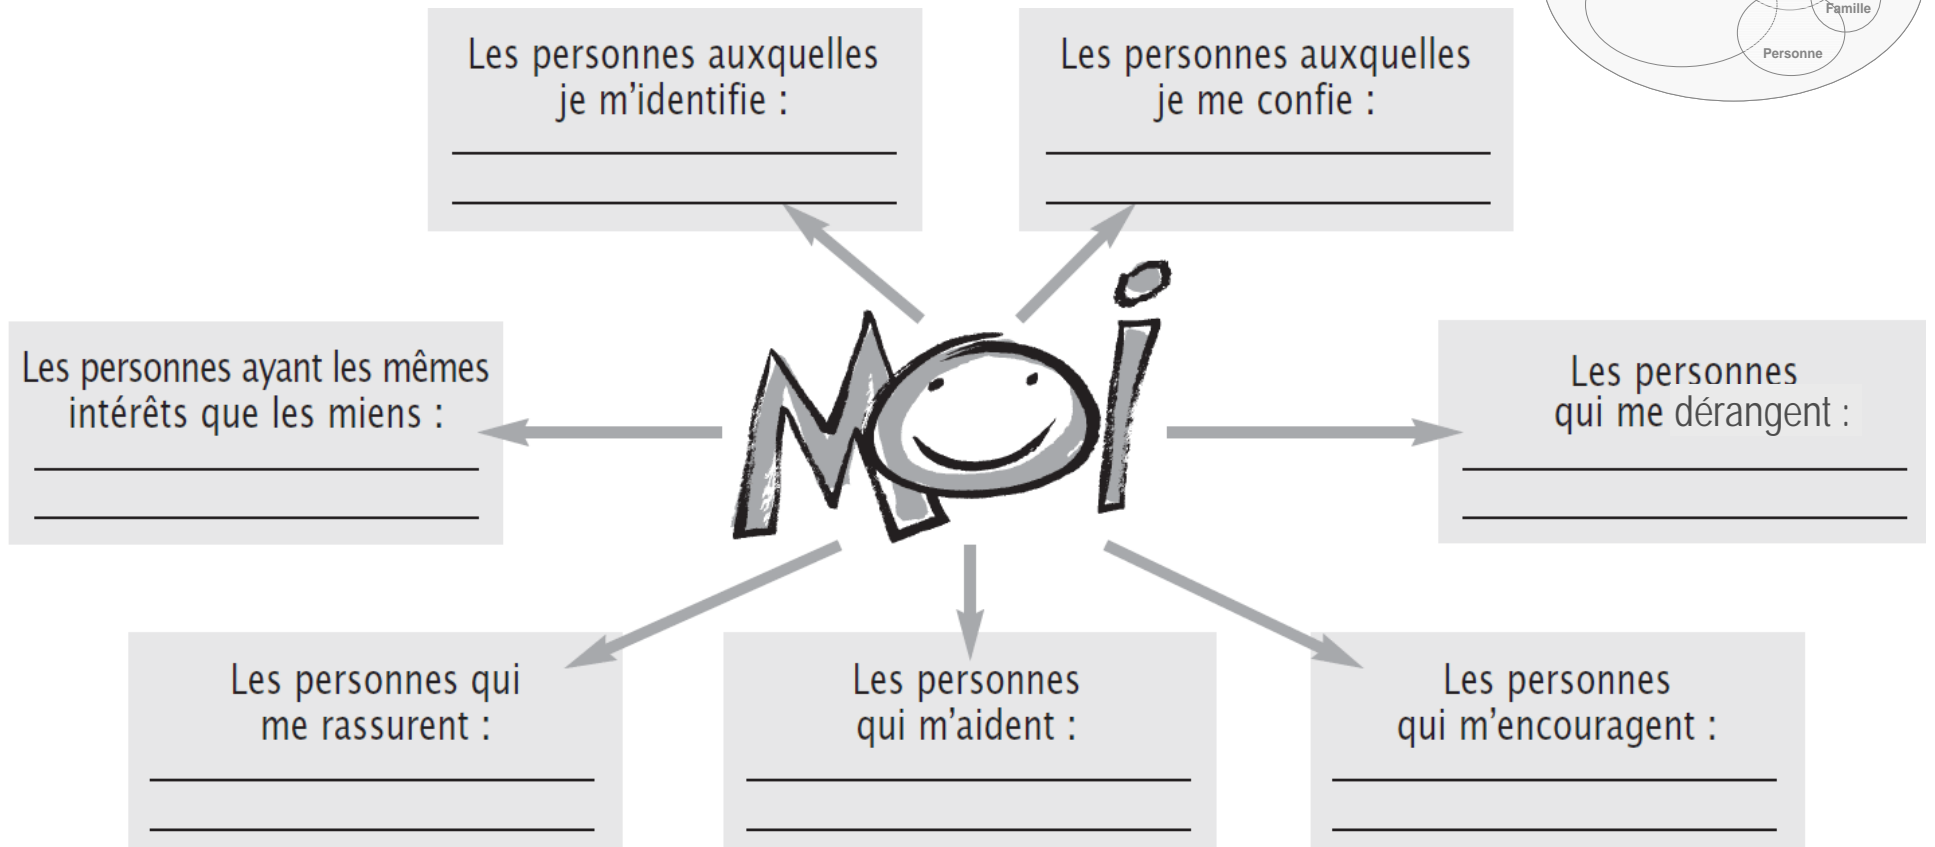 Famille
Personne
Les personnes auxquelles
je m’identifie :
Les personnes auxquelles
je me confie :
Les personnes ayant les mêmes
intérêts que les miens :
MOi
Les personnes
qui me dérangent :
Les personnes qui
me rassurent :
Les personnes
qui m’aident :
Les personnes
qui m’encouragent :